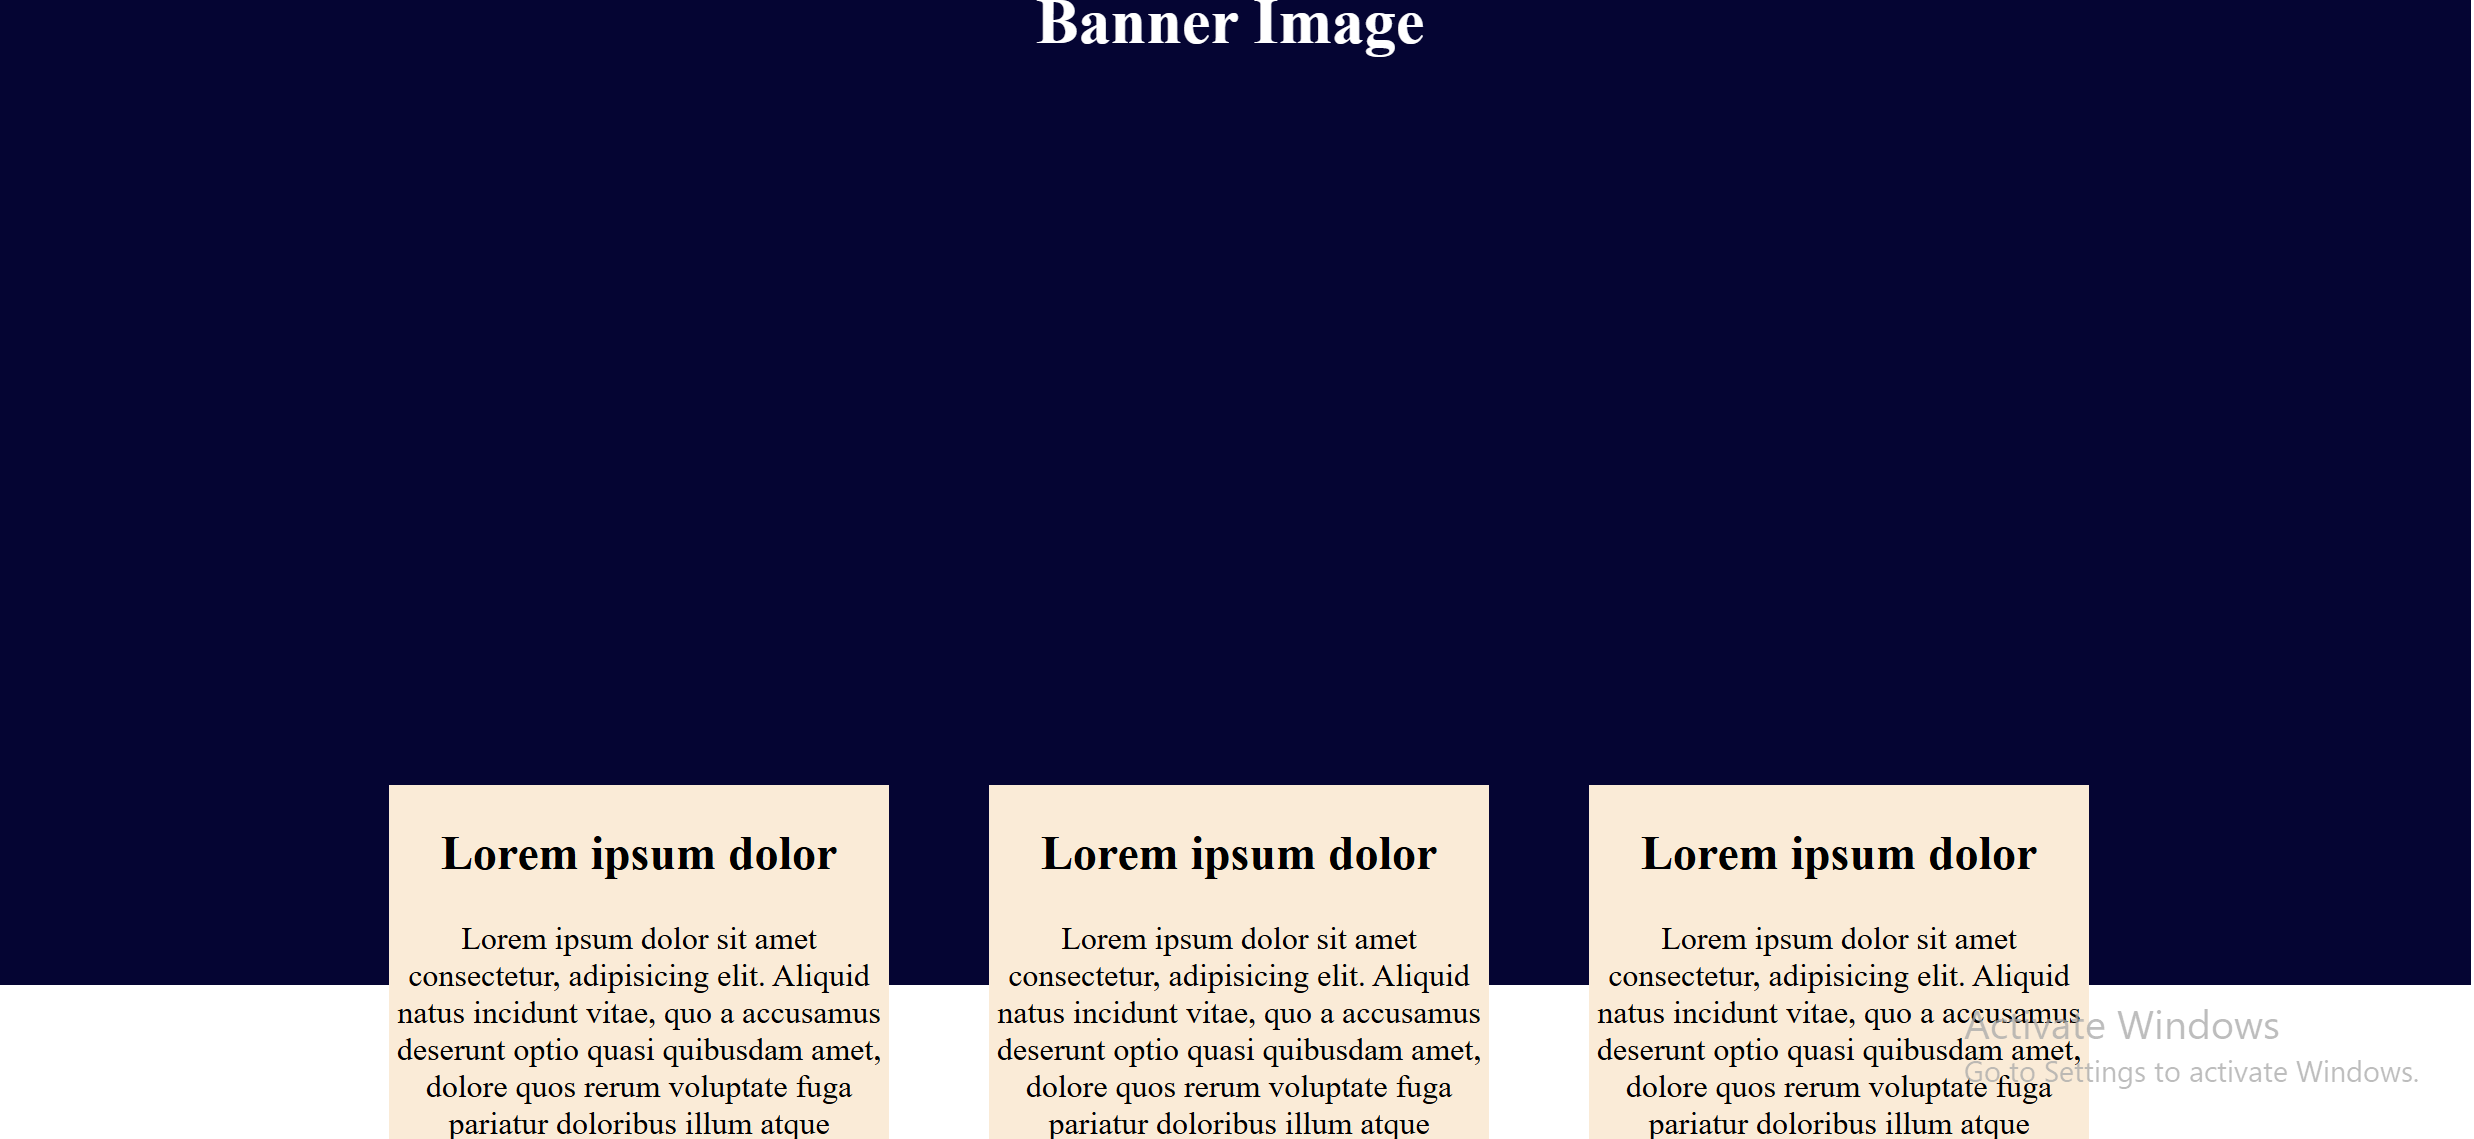 Banner Image
Lorem ipsum dolor
Lorem ipsum dolor sit amet
consectetur, adipisicing elit. Aliquid
natus incidunt vitae, quo a accusamus
deserunt optio quasi quibusdam amet,
dolore quos rerum voluptate fuga
pariatur doloribus illum atque
Lorem ipsum dolor
Lorem ipsum dolor sit amet
consectetur, adipisicing elit. Aliquid
natus incidunt vitae, quo a accusamus
deserunt optio quasi quibusdam amet,
dolore quos rerum voluptate fuga
pariatur doloribus illum atque
Lorem ipsum dolor
Lorem ipsum dolor sit amet
consectetur, adipisicing elit. Aliquid
natus incidunt vitae, quo a accusamus
deserunt optio quasi quibusdam amet,
dolore quos rerum voluptate fuga
pariatur doloribus illum atque
Activate Windows
Go to Settings to activate Windows.